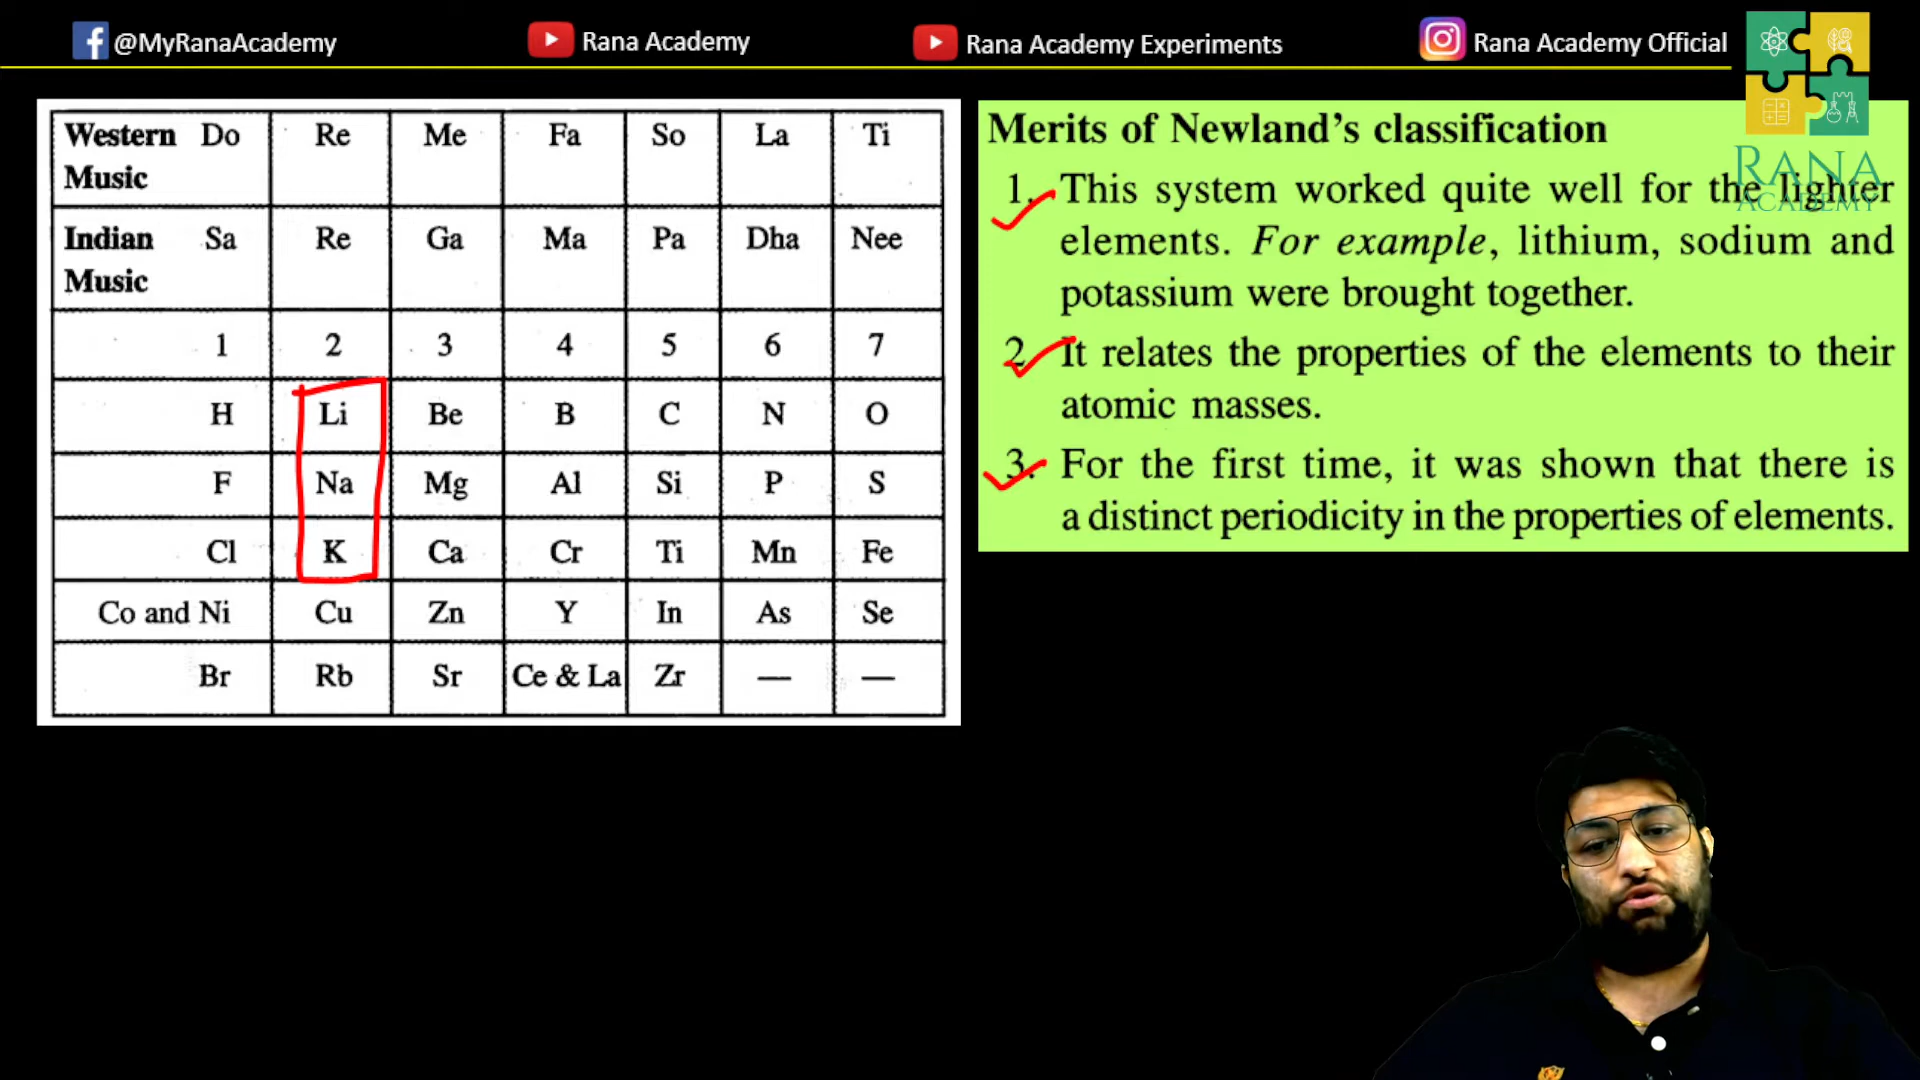 @MyRanaAcademy
Rana Academy
Rana Academy Experiments
Rana Academy Official
RANA
ACADEMY
Western Do Re Me Fa So La Ti
Music
Indian Sa Re Ga Ma Pa Dha Nee
Music
1 2 3 4 5 6 7
H Li Be B C N O
F Na Mg Al Si P S
Cl K Ca Cr Ti Mn Fe
Co and Ni Cu Zn Y In As Se
Br Rb Sr Ce & La Zr — —
Merits of Newland's classification
1. This system worked quite well for the lighter
elements. For example, lithium, sodium and
potassium were brought together.
2. It relates the properties of the elements to their
atomic masses.
3. For the first time, it was shown that there is
a distinct periodicity in the properties of elements.